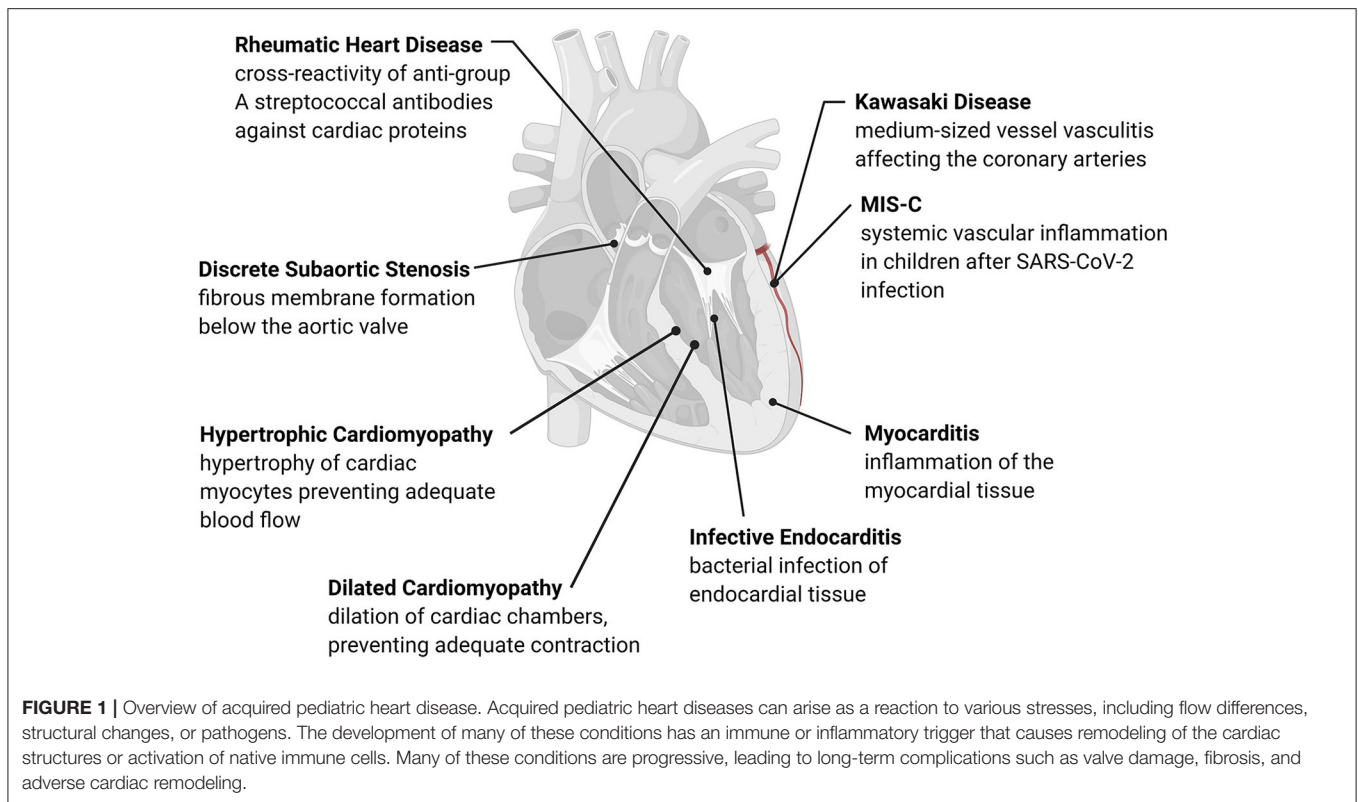 Rheumatic Heart Disease
cross-reactivity of anti-group
A streptococcal antibodies
against cardiac proteins
Kawasaki Disease
medium-sized vessel vasculitis
affecting the coronary arteries
MIS-C
systemic vascular inflammation
in children after SARS-CoV-2
infection
Discrete Subaortic Stenosis
fibrous membrane formation
below the aortic valve
Hypertrophic Cardiomyopathy
hypertrophy of cardiac
myocytes preventing adequate
blood flow
Myocarditis
inflammation of the
myocardial tissue
Infective Endocarditis
bacterial infection of
endocardial tissue
Dilated Cardiomyopathy
dilation of cardiac chambers,
preventing adequate contraction
FIGURE 1 | Overview of acquired pediatric heart disease. Acquired pediatric heart diseases can arise as a reaction to various stresses, including flow differences,
structural changes, or pathogens. The development of many of these conditions has an immune or inflammatory trigger that causes remodeling of the cardiac
structures or activation of native immune cells. Many of these conditions are progressive, leading to long-term complications such as valve damage, fibrosis, and
adverse cardiac remodeling.